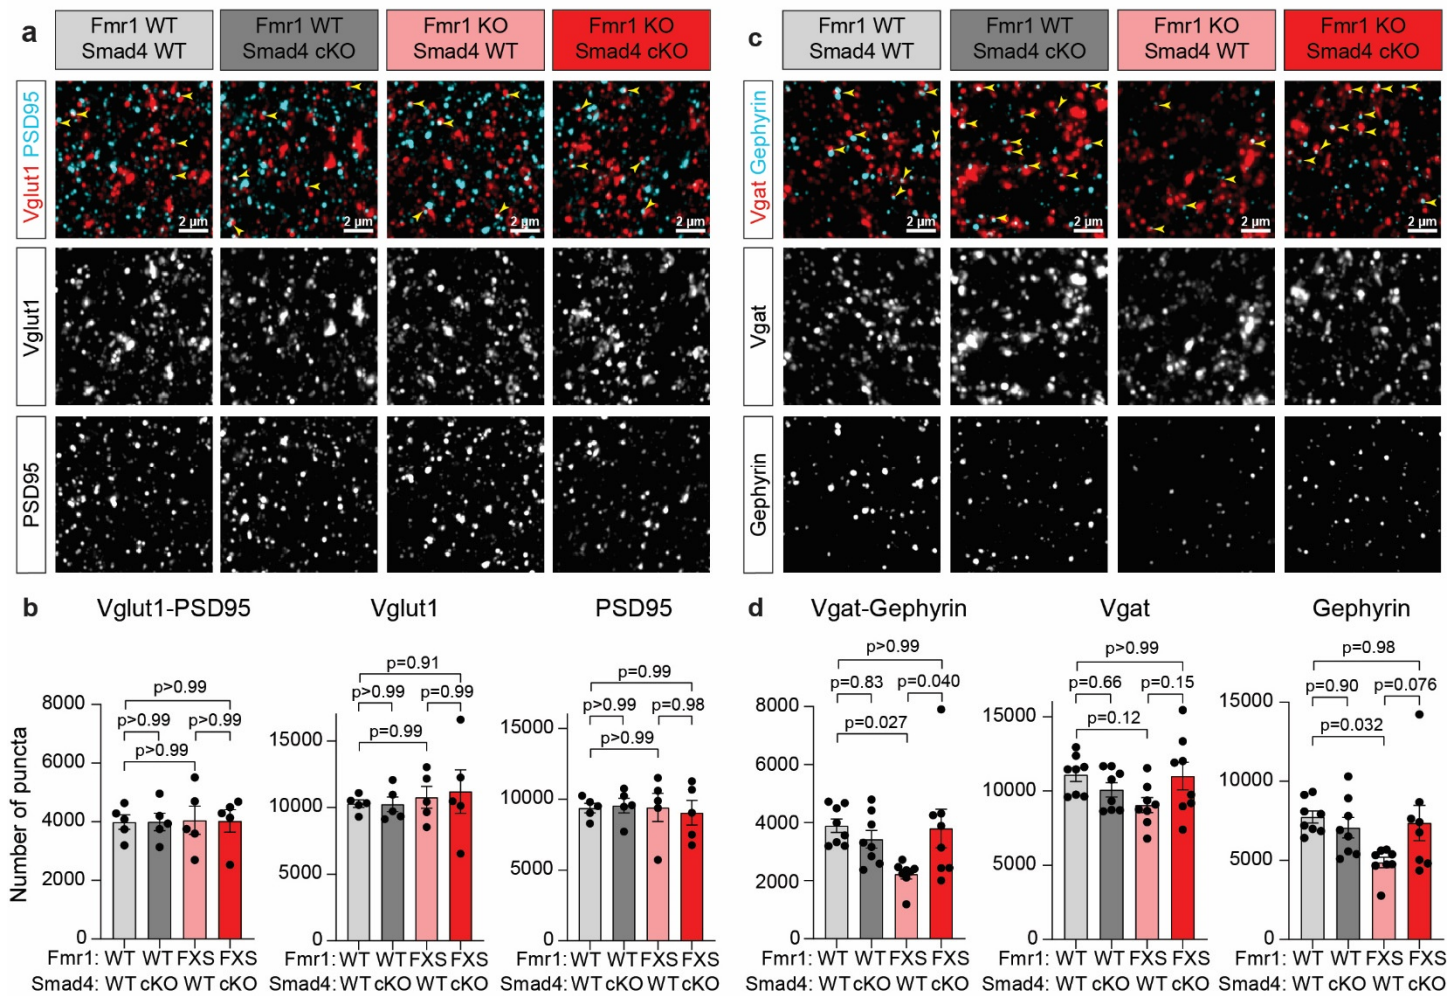 a
Fmr1 WT
Smad4 WT
Fmr1 WT
Smad4 cKO
Fmr1 KO
Smad4 WT
Fmr1 KO
Smad4 cKO
Vglut1 PSD95
2 µm
2 µm
2 µm
2 µm
Vglut1
PSD95
c
Fmr1 WT
Smad4 WT
Fmr1 WT
Smad4 cKO
Fmr1 KO
Smad4 WT
Fmr1 KO
Smad4 cKO
Vgat Gephyrin
2 µm
2 µm
2 µm
2 µm
Vgat
Gephyrin
b
Number of puncta
Vglut1-PSD95
p>0.99
p>0.99 p>0.99
p>0.99
8000
6000
4000
2000
0
Fmr1: WT WT FXS FXS
Smad4: WT cKO WT cKO
Vglut1
p=0.91
p>0.99 p=0.99
p=0.99
15000
10000
5000
0
WT WT FXS FXS
WT cKO WT cKO
PSD95
p=0.99
p>0.99 p=0.98
p>0.99
15000
10000
5000
0
WT WT FXS FXS
WT cKO WT cKO
d
Vgat-Gephyrin
p>0.99
p=0.83 p=0.040
p=0.027
8000
6000
4000
2000
0
Fmr1: WT WT FXS FXS
Smad4: WT cKO WT cKO
Vgat
p>0.99
p=0.66 p=0.15
p=0.12
15000
10000
5000
0
WT WT FXS FXS
WT cKO WT cKO
Gephyrin
p=0.98
p=0.90 p=0.076
p=0.032
15000
10000
5000
0
WT WT FXS FXS
WT cKO WT cKO